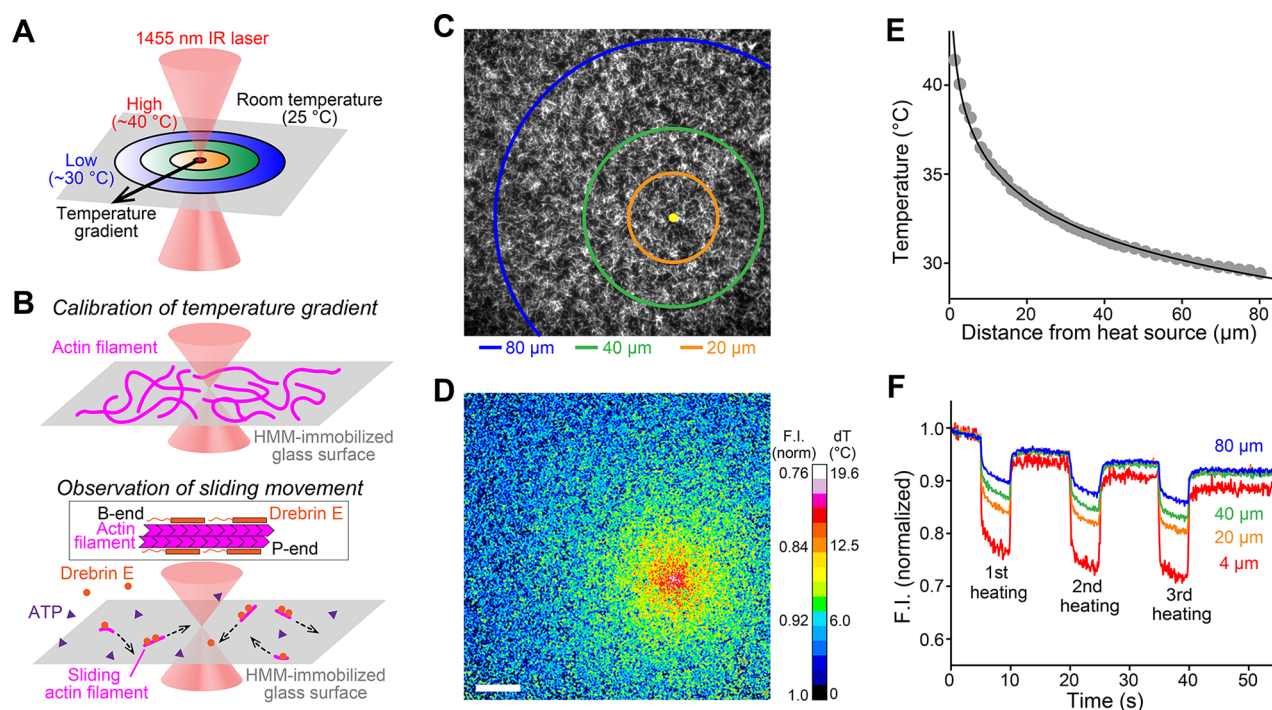 A
1455 nm IR laser
High
(~40 °C)
Room temperature
(25 °C)
Low
(~30 °C)
Temperature
gradient
B
Calibration of temperature gradient
Actin filament
HMM-immobilized
glass surface
Observation of sliding movement
B-end
Drebrin E
Actin
filament
P-end
Drebrin E
ATP
Sliding
actin filament
HMM-immobilized
glass surface
C
80 µm
40 µm
20 µm
D
F.I.
(norm)
dT
(°C)
0.76
19.6
0.84
12.5
0.92
6.0
1.0
0
E
Temperature (°C)
40
35
30
0
20
40
60
80
Distance from heat source (µm)
F
F.I. (normalized)
1.0
0.9
0.8
0.7
0.6
80 µm
40 µm
20 µm
4 µm
1st
heating
2nd
heating
3rd
heating
0
10
20
30
40
50
Time (s)